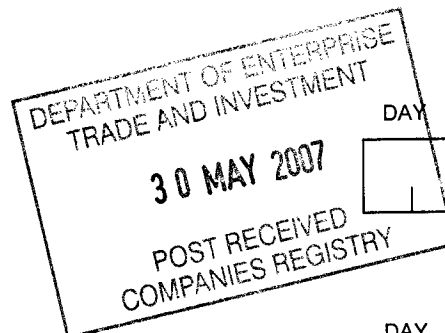 DEPARTMENT OF ENTERPRISE
TRADE AND INVESTMENT
DAY
30 MAY 2007
POST RECEIVED
COMPANIES REGISTRY
DAY